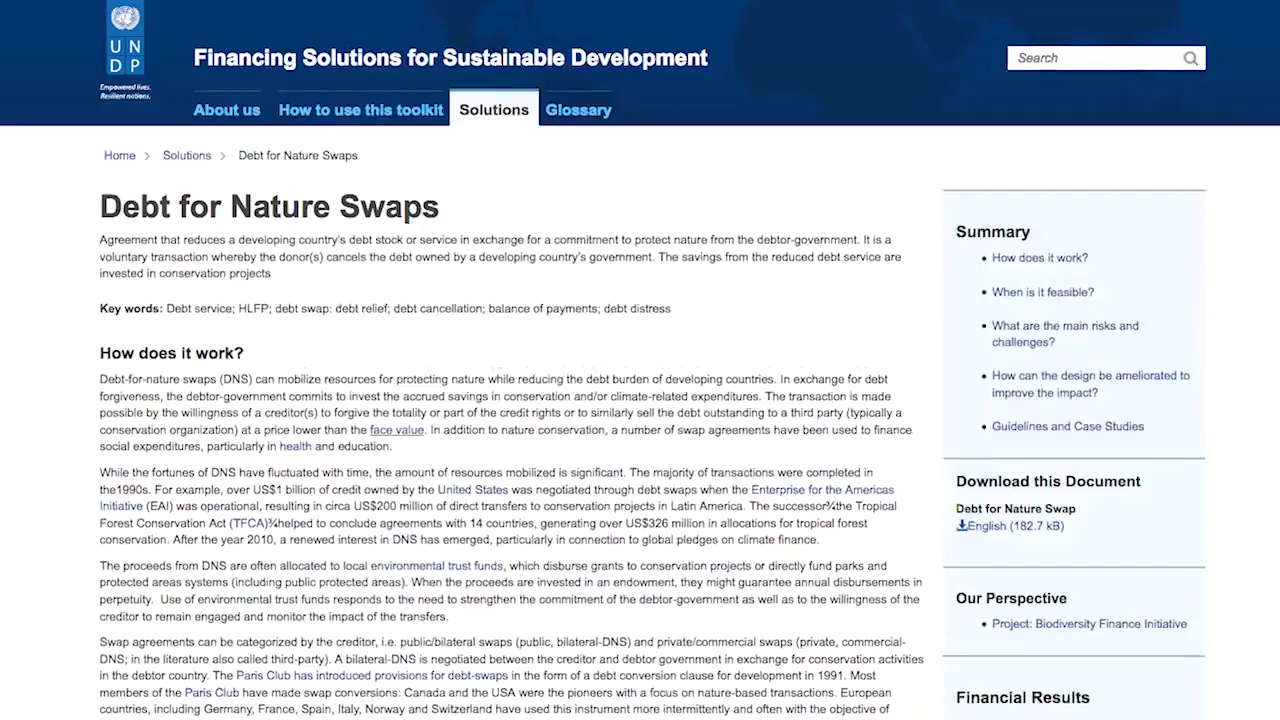 UN
DP
Empowered lives.
Resilient nations.
Financing Solutions for Sustainable Development
Search
About us
How to use this toolkit
Solutions
Glossary
Home > Solutions > Debt for Nature Swaps
Debt for Nature Swaps
Agreement that reduces a developing country's debt stock or service in exchange for a commitment to protect nature from the debtor-government. It is a
voluntary transaction whereby the donor(s) cancels the debt owned by a developing country's government. The savings from the reduced debt service are
invested in conservation projects
Key words: Debt service; HLFP; debt swap: debt relief; debt cancellation; balance of payments; debt distress
How does it work?
Debt-for-nature swaps (DNS) can mobilize resources for protecting nature while reducing the debt burden of developing countries. In exchange for debt
forgiveness, the debtor-government commits to invest the accrued savings in conservation and/or climate-related expenditures. The transaction is made
possible by the willingness of a creditor(s) to forgive the totality or part of the credit rights or to similarly sell the debt outstanding to a third party (typically a
conservation organization) at a price lower than the face value. In addition to nature conservation, a number of swap agreements have been used to finance
social expenditures, particularly in health and education.
While the fortunes of DNS have fluctuated with time, the amount of resources mobilized is significant. The majority of transactions were completed in
the1990s. For example, over US$1 billion of credit owned by the United States was negotiated through debt swaps when the Enterprise for the Americas
Initiative (EAI) was operational, resulting in circa US$200 million of direct transfers to conservation projects in Latin America. The successor¾the Tropical
Forest Conservation Act (TFCA)¾helped to conclude agreements with 14 countries, generating over US$326 million in allocations for tropical forest
conservation. After the year 2010, a renewed interest in DNS has emerged, particularly in connection to global pledges on climate finance.
The proceeds from DNS are often allocated to local environmental trust funds, which disburse grants to conservation projects or directly fund parks and
protected areas systems (including public protected areas). When the proceeds are invested in an endowment, they might guarantee annual disbursements in
perpetuity. Use of environmental trust funds responds to the need to strengthen the commitment of the debtor-government as well as to the willingness of the
creditor to remain engaged and monitor the impact of the transfers.
Swap agreements can be categorized by the creditor, i.e. public/bilateral swaps (public, bilateral-DNS) and private/commercial swaps (private, commercial-
DNS; in the literature also called third-party). A bilateral-DNS is negotiated between the creditor and debtor government in exchange for conservation activities
in the debtor country. The Paris Club has introduced provisions for debt-swaps in the form of a debt conversion clause for development in 1991. Most
members of the Paris Club have made swap conversions: Canada and the USA were the pioneers with a focus on nature-based transactions. European
countries, including Germany, France, Spain, Italy, Norway and Switzerland have used this instrument more intermittently and often with the objective of
Summary
• How does it work?
• When is it feasible?
• What are the main risks and
challenges?
• How can the design be ameliorated to
improve the impact?
• Guidelines and Case Studies
Download this Document
Debt for Nature Swap
English (182.7 kB)
Our Perspective
• Project: Biodiversity Finance Initiative
Financial Results